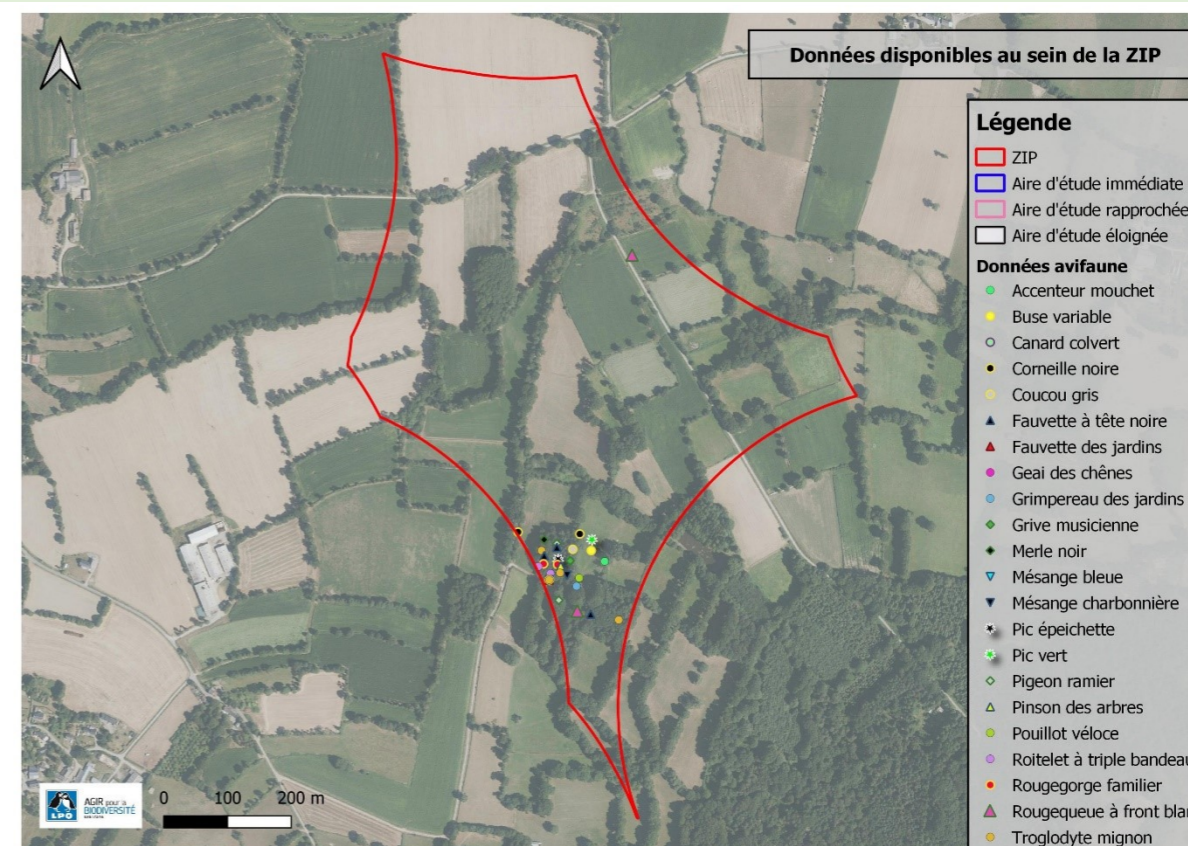 Données disponibles au sein de la ZIP
Légende
ZIP
Aire d'étude immédiate
Aire d'étude rapprochée
Aire d'étude éloignée
Données avifaune
Accenteur mouchet
Buse variable
Canard colvert
Corneille noire
Coucou gris
Fauvette à tête noire
Fauvette des jardins
Geai des chênes
Grimpereau des jardins
Grive musicienne
Merle noir
Mésange bleue
Mésange charbonnière
Pic épeichette
Pic vert
Pigeon ramier
Pinson des arbres
Pouillot véloce
Roitelet à triple bandeau
Rougegorge familier
Rougequeue à front blan
Troglodyte mignon
LPO
AGIR pour la
BIODIVERSITÉ
0 100 200 m